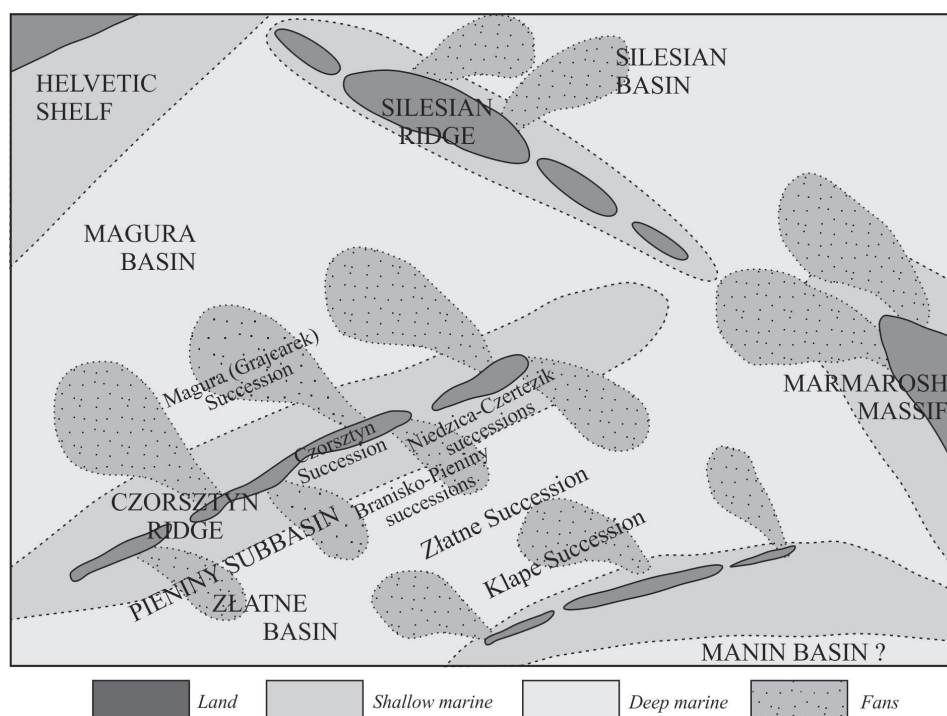 HELVETIC
SHELF
SILESIAN
BASIN
SILESIAN
RIDGE
MAGURA
BASIN
Magura (Grajcarek)
Succession
MARMAROSH
MASSIF
Niedzica-Czertezik
successions
Czorsztyn
Succession
Branisko-Pieniny
successions
CZORSZTYN
RIDGE
PIENINY SUBBASIN
Złatne Succession
Klape Succession
ZŁATNE
BASIN
MANIN BASIN ?
Land
Shallow marine
Deep marine
Fans